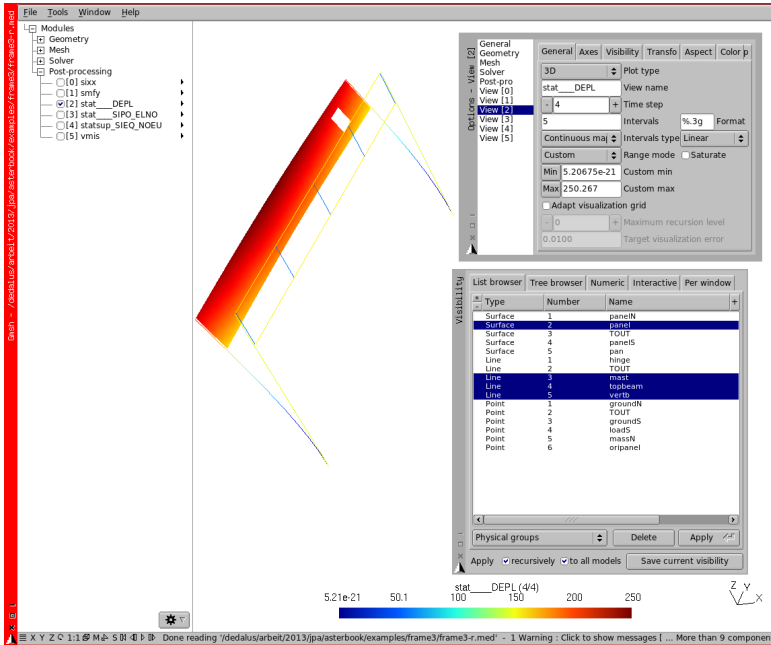 File Tools Window Help
Gmsh - /dedalus/arbeit/2013/jpa/asterbook/examples/frame3/frame3-r.med
Modules
Geometry
Mesh
Solver
Post-processing
[0] sixx
[1] smfy
[2] stat____DEPL
[3] stat____SIPO_ELNO
[4] statsup_SIEQ_NOEU
[5] vmis
Options - View [2]
General
Geometry
Mesh
Solver
Post-pro
View [0]
View [1]
View [2]
View [3]
View [4]
View [5]
General Axes Visibility Transfo Aspect Color
3D Plot type
stat____DEPL View name
- 4 + Time step
5 Intervals %.3g Format
Continuous Intervals type Linear
Custom Range mode Saturate
Min 5.20675e-21 Custom min
Max 250.267 Custom max
Adapt visualization grid
- 0 + Maximum recursion level
0.0100 Target visualization error
Visibility
List browser Tree browser Numeric Interactive Per window
* Type Number Name +
-
Surface 1 panelN
Surface 2 panel
Surface 3 TOUT
Surface 4 panelS
Surface 5 pan
Line 1 hinge
Line 2 TOUT
Line 3 mast
Line 4 topbeam
Line 5 vertb
Point 1 groundN
Point 2 TOUT
Point 3 groundS
Point 4 loadS
Point 5 massN
Point 6 oripanel
Physical groups Delete Apply
Apply recursively to all models Save current visibility
stat____DEPL (4/4)
5.21e-21 50.1 100 150 200 250
Z Y X
X Y Z 1:1 M S Done reading '/dedalus/arbeit/2013/jpa/asterbook/examples/frame3/frame3-r.med' - 1 Warning : Click to show messages [ ... More than 9 componen